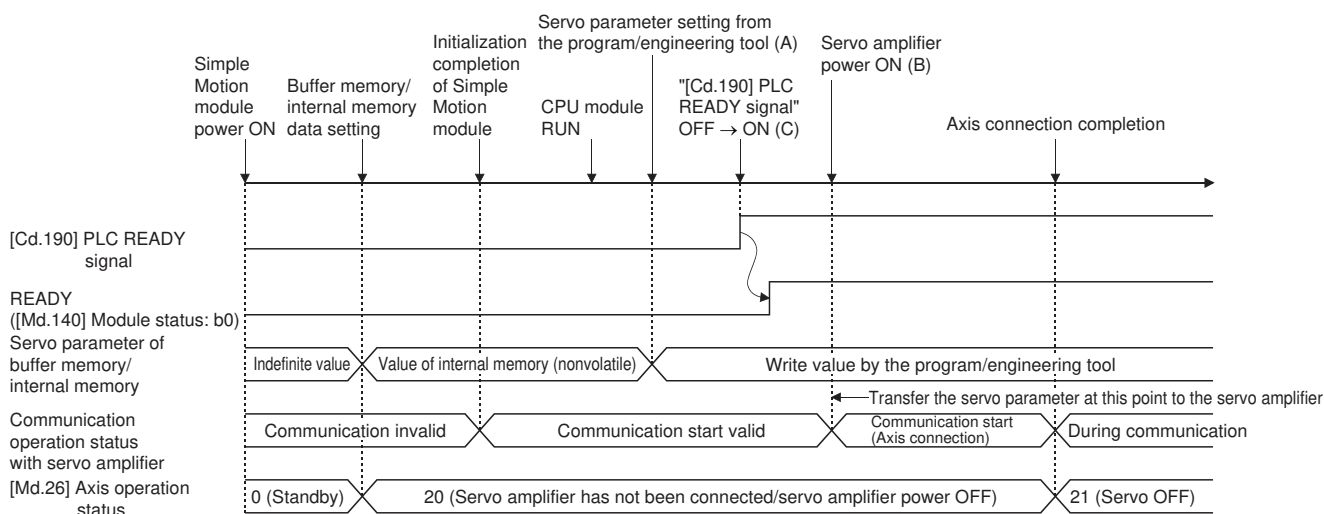 Simple
Motion
module
power ON
Buffer memory/
internal memory
data setting
Initialization
completion
of Simple
Motion
module
CPU module
RUN
Servo parameter setting from
the program/engineering tool (A)
"[Cd.190] PLC
READY signal"
OFF → ON (C)
Servo amplifier
power ON (B)
Axis connection completion
[Cd.190] PLC READY
signal
READY
([Md.140] Module status: b0)
Servo parameter of
buffer memory/
internal memory
Indefinite value
Value of internal memory (nonvolatile)
Write value by the program/engineering tool
Transfer the servo parameter at this point to the servo amplifier
Communication
operation status
with servo amplifier
Communication invalid
Communication start valid
Communication start
(Axis connection)
During communication
[Md.26] Axis operation
status
0 (Standby)
20 (Servo amplifier has not been connected/servo amplifier power OFF)
21 (Servo OFF)